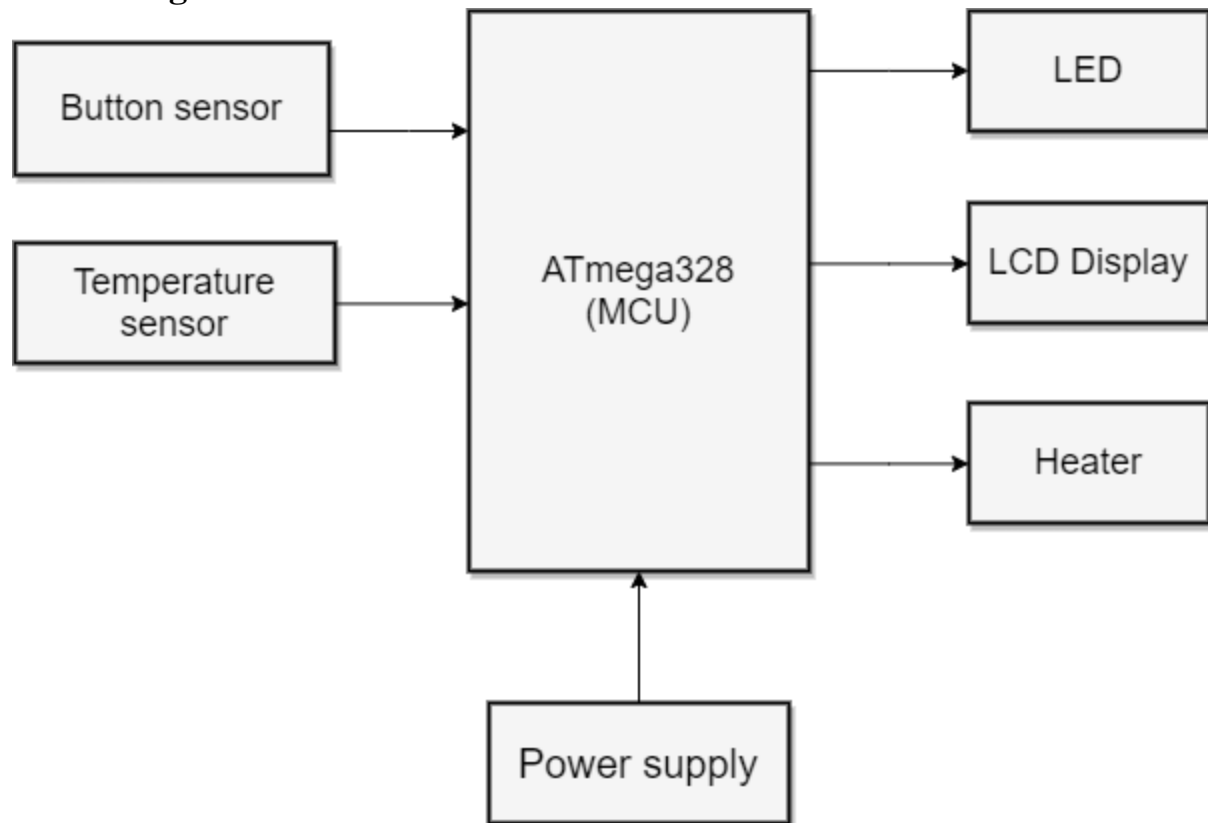 Button sensor
LED
Temperature
sensor
ATmega328
(MCU)
LCD Display
Heater
Power supply